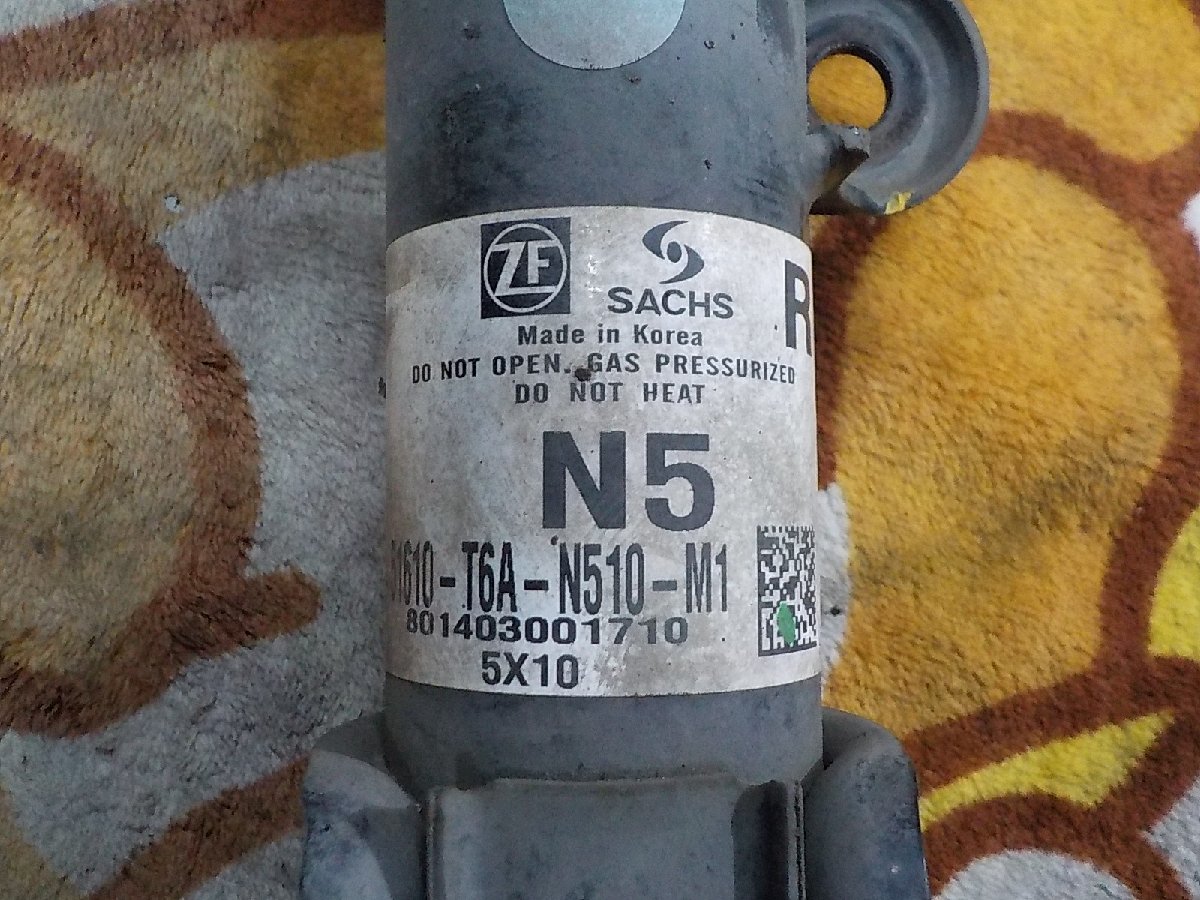 ZF SACHS R
Made in Korea
DO NOT OPEN. GAS PRESSURIZED
DO NOT HEAT
N5
51610-T6A-N510-M1
801403001710
5X10